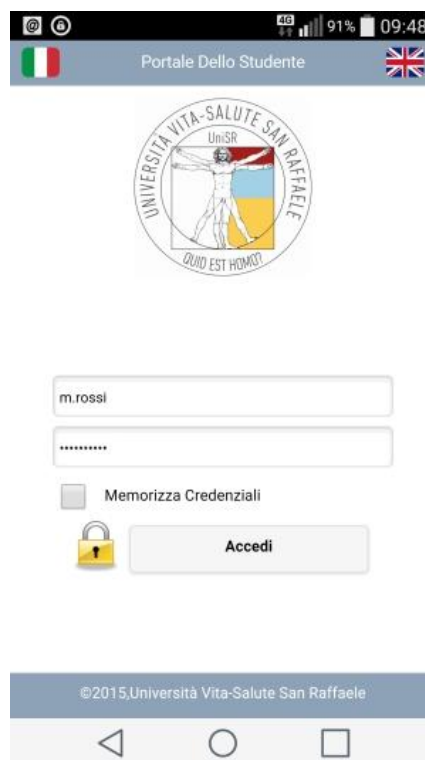 4G 91% 09:48
Portale Dello Studente
UNIVERSITÀ VITA-SALUTE SAN RAFFAELE
UniSR
QUID EST HOMO?
m.rossi
••••••••••
Memorizza Credenziali
Accedi
©2015,Università Vita-Salute San Raffaele